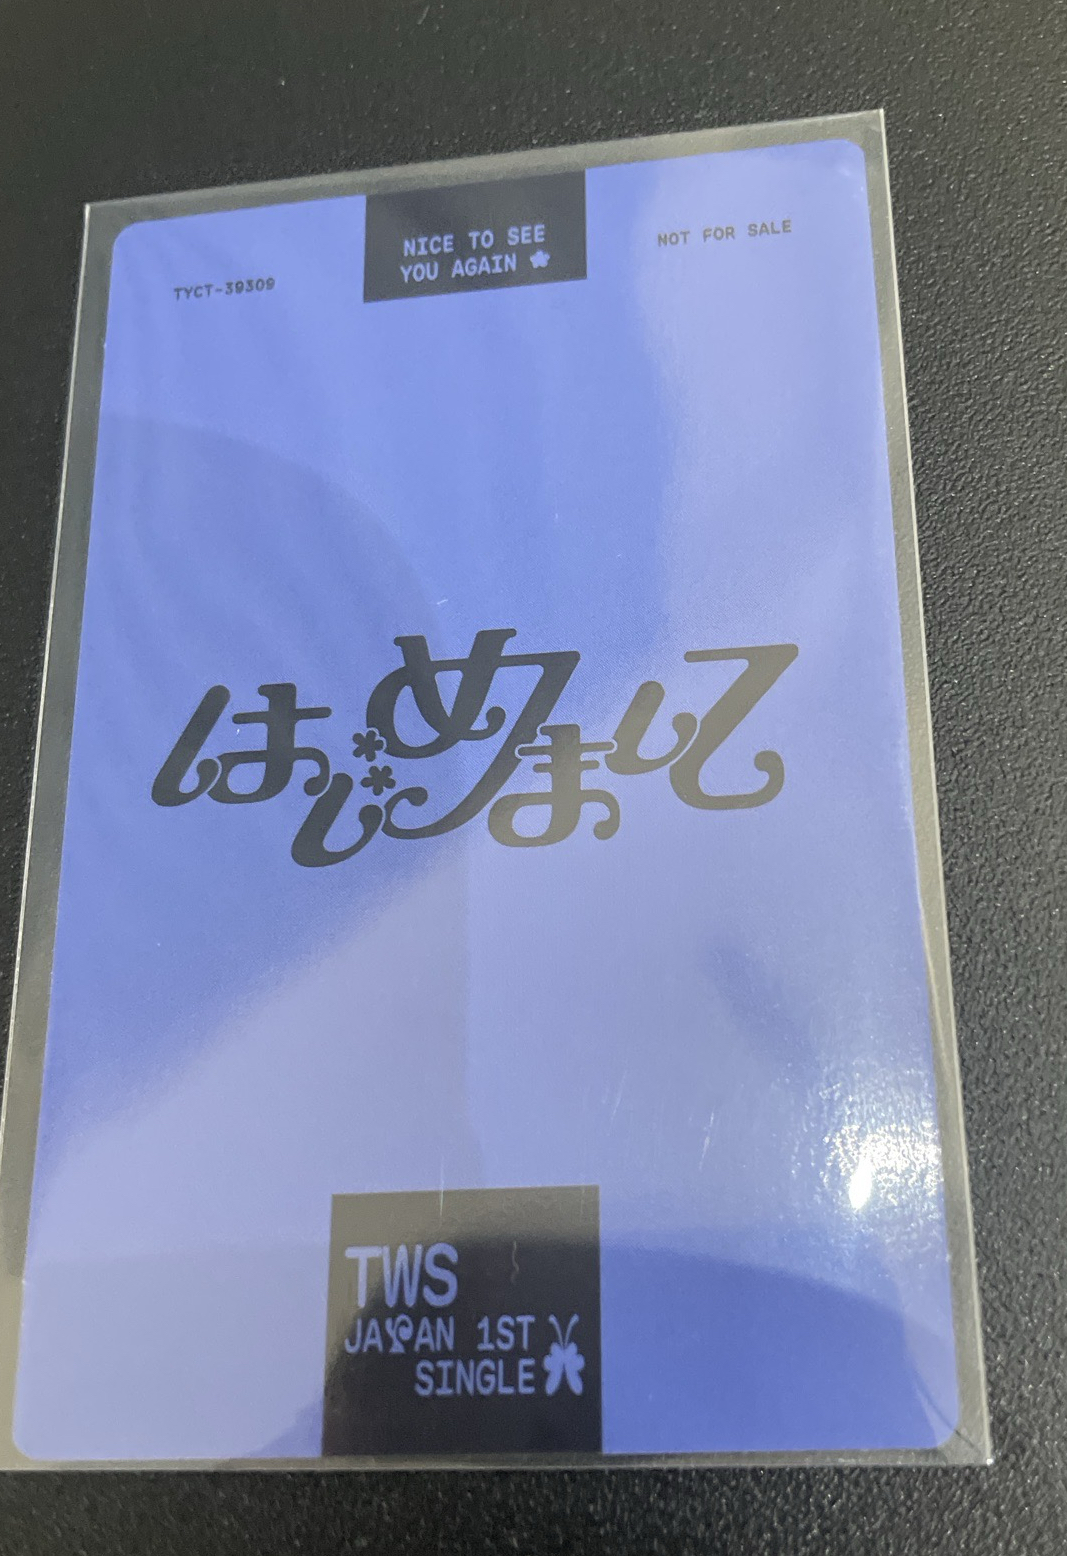 TYCT-39309
NICE TO SEE
YOU AGAIN
NOT FOR SALE
はじめまして
TWS
JAPAN 1ST
SINGLE